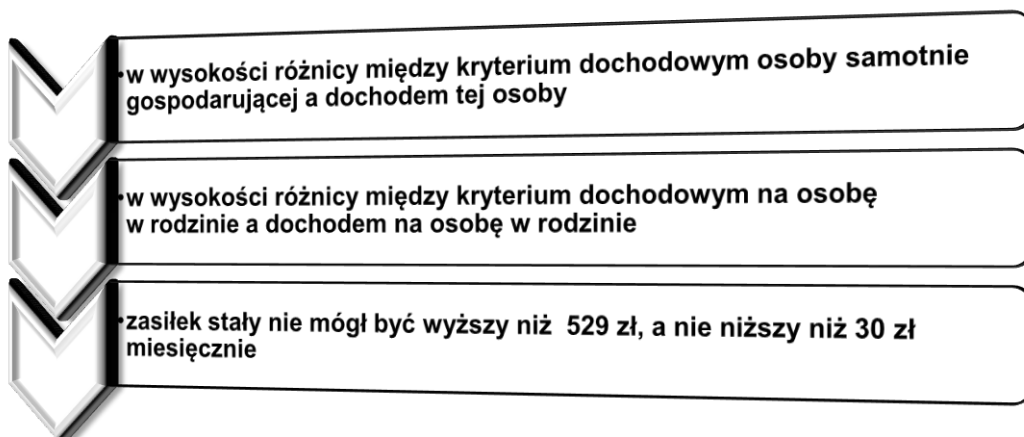 •w wysokości różnicy między kryterium dochodowym osoby samotnie
gospodarującej a dochodem tej osoby
•w wysokości różnicy między kryterium dochodowym na osobę
w rodzinie a dochodem na osobę w rodzinie
•zasiłek stały nie mógł być wyższy niż  529 zł, a nie niższy niż 30 zł
miesięcznie